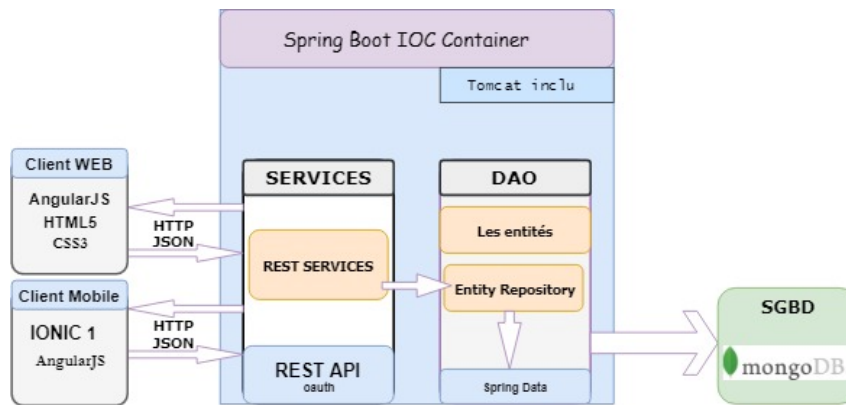 Spring Boot IOC Container
Tomcat inclu
Client WEB
AngularJS
HTML5
CSS3
HTTP
JSON
Client Mobile
IONIC 1
AngularJS
HTTP
JSON
SERVICES
REST SERVICES
REST API
oauth
DAO
Les entités
Entity Repository
Spring Data
SGBD
mongoDB